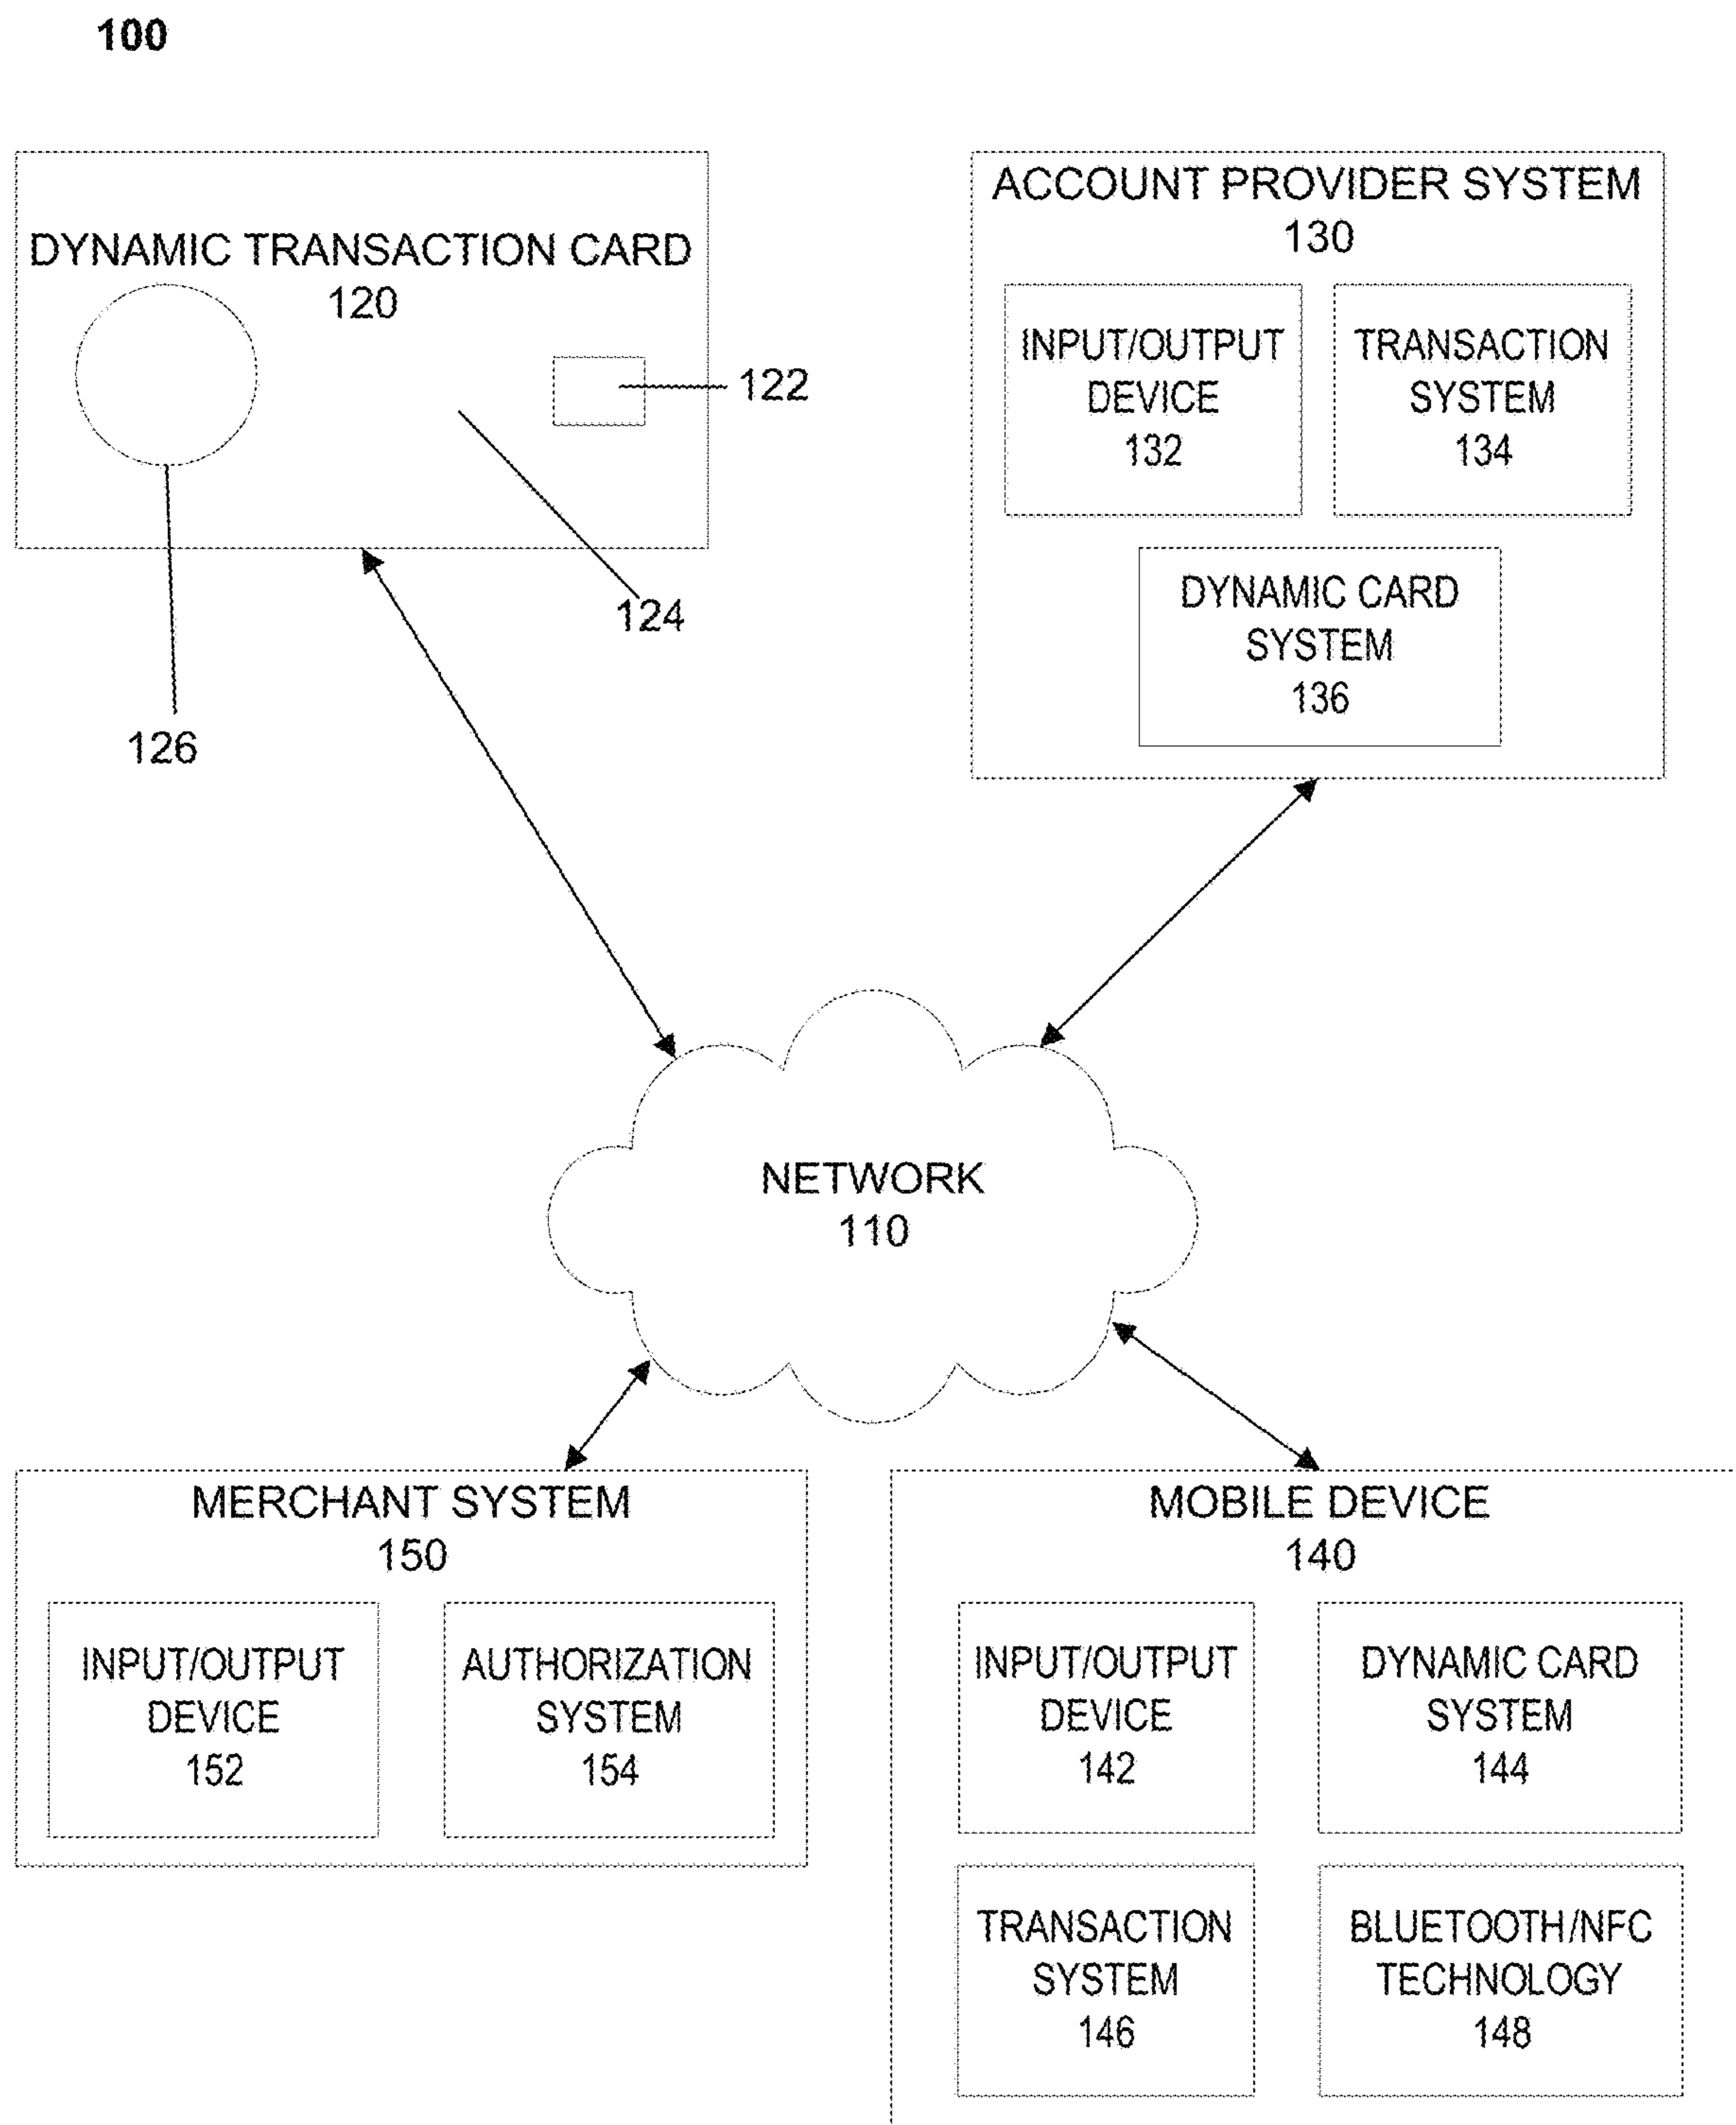 100
DYNAMIC TRANSACTION CARD
120
122
124
126
ACCOUNT PROVIDER SYSTEM
130
INPUT/OUTPUT
DEVICE
132
TRANSACTION
SYSTEM
134
DYNAMIC CARD
SYSTEM
136
NETWORK
110
MERCHANT SYSTEM
150
INPUT/OUTPUT
DEVICE
152
AUTHORIZATION
SYSTEM
154
MOBILE DEVICE
140
INPUT/OUTPUT
DEVICE
142
DYNAMIC CARD
SYSTEM
144
TRANSACTION
SYSTEM
146
BLUETOOTH/NFC
TECHNOLOGY
148